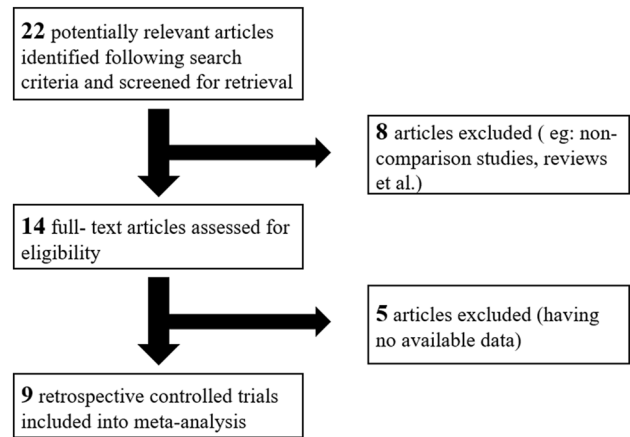 22 potentially relevant articles
identified following search
criteria and screened for retrieval
8 articles excluded ( eg: non-
comparison studies, reviews
et al.)
14 full- text articles assessed for
eligibility
5 articles excluded (having
no available data)
9 retrospective controlled trials
included into meta-analysis